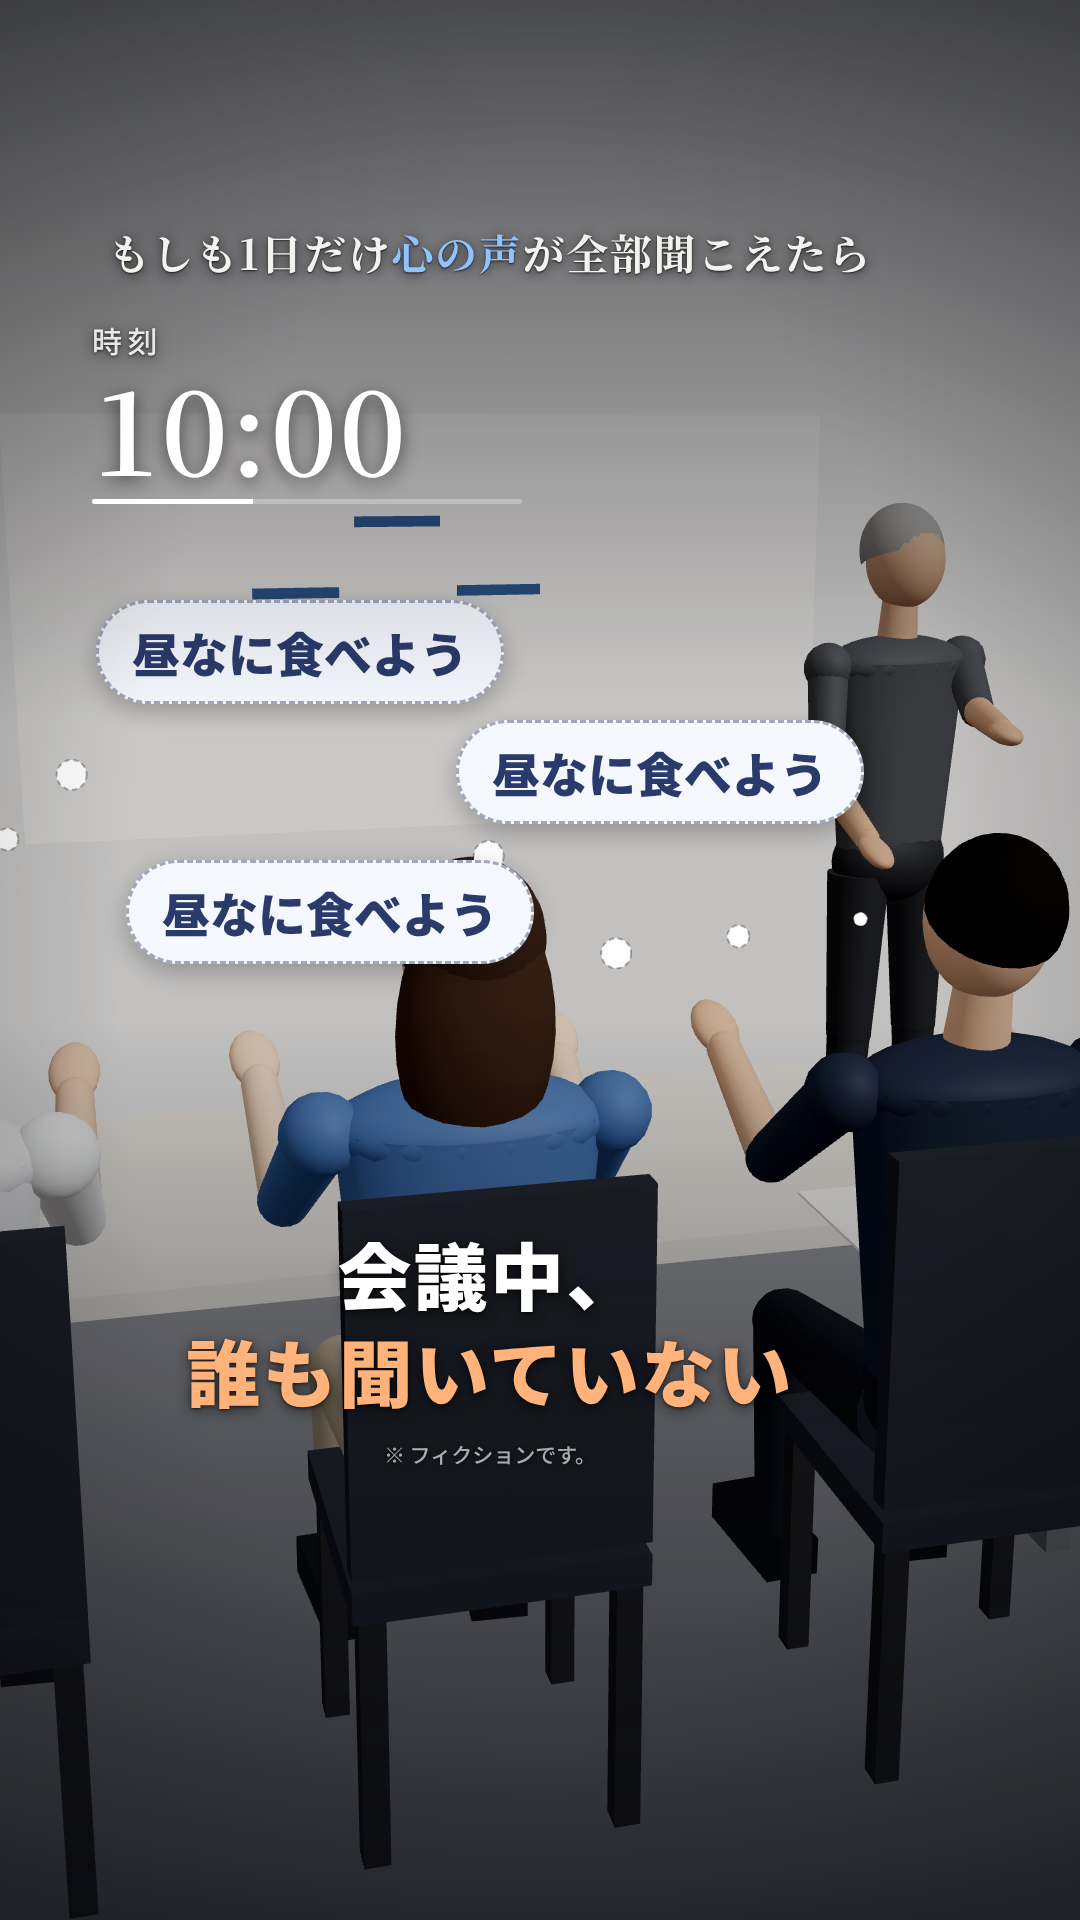 もしも1日だけ心の声が全部聞こえたら
時刻
10:00
昼なに食べよう
昼なに食べよう
昼なに食べよう
会議中、
誰も聞いていない
※ フィクションです。